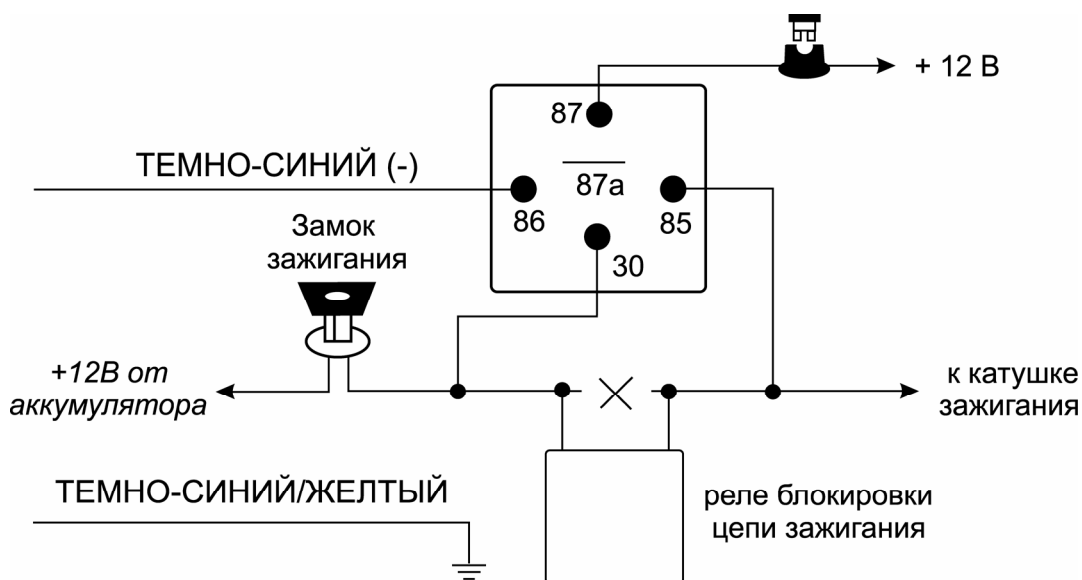 + 12 В
87
ТЕМНО-СИНИЙ (-)
87а
86
85
Замок
зажигания
30
+12В от
аккумулятора
к катушке
зажигания
ТЕМНО-СИНИЙ/ЖЕЛТЫЙ
реле блокировки
цепи зажигания